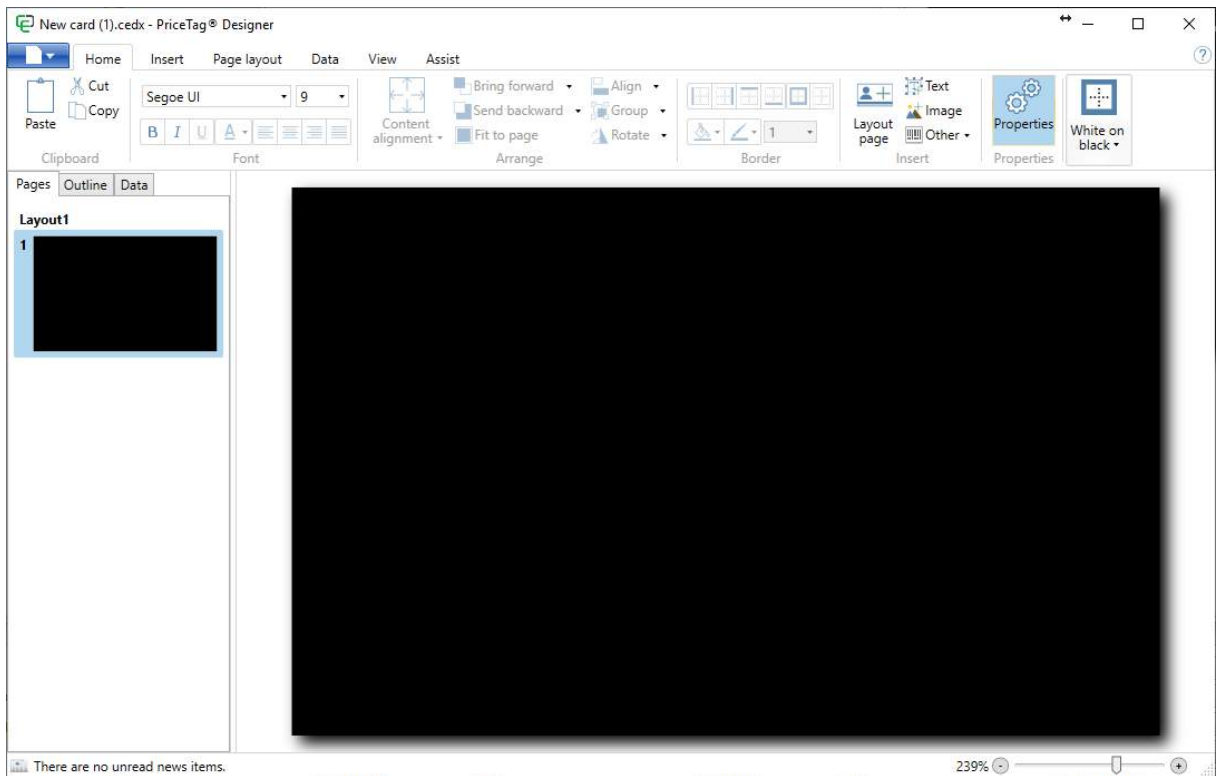 New card (1).cedx - PriceTag® Designer
Home Insert Page layout Data View Assist
?
Paste
Cut
Copy
Clipboard
Segoe UI 9
B I U A
Font
Content alignment
Bring forward
Send backward
Fit to page
Align
Group
Rotate
Arrange
1
Border
Layout page
Text
Image
Other
Insert
Properties
Properties
White on black
Pages Outline Data
Layout1
1
There are no unread news items.
239%